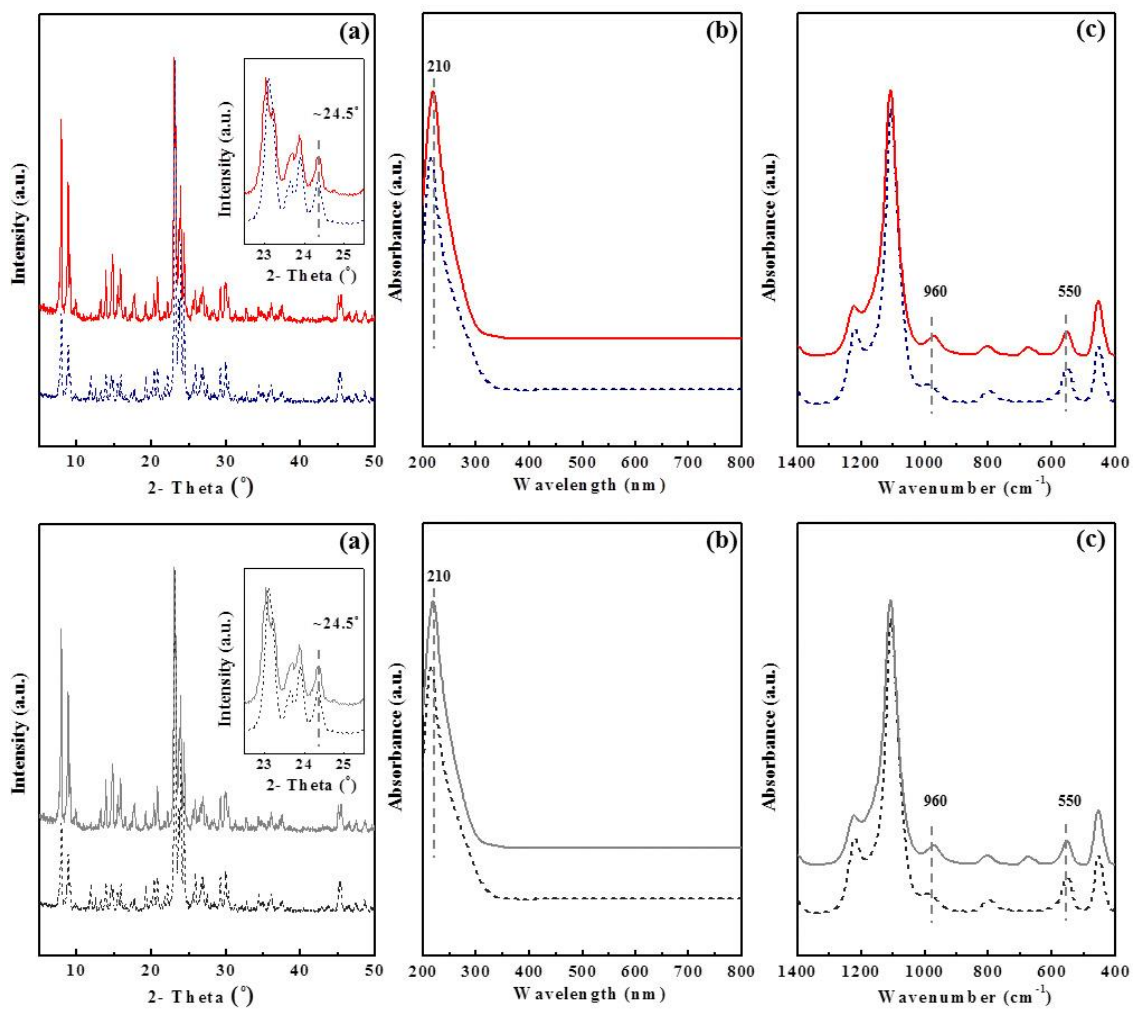 (a)
~24.5°
Intensity (a.u.)
23 24 25
2- Theta (°)
Intensity (a.u.)
10 20 30 40 50
2- Theta (°)
(b)
210
Absorbance (a.u.)
200 300 400 500 600 700 800
Wavelength (nm)
(c)
960
550
Absorbance (a.u.)
1400 1200 1000 800 600 400
Wavenumber (cm⁻¹)
(a)
~24.5°
Intensity (a.u.)
23 24 25
2- Theta (°)
Intensity (a.u.)
10 20 30 40 50
2- Theta (°)
(b)
210
Absorbance (a.u.)
200 300 400 500 600 700 800
Wavelength (nm)
(c)
960
550
Absorbance (a.u.)
1400 1200 1000 800 600 400
Wavenumber (cm⁻¹)